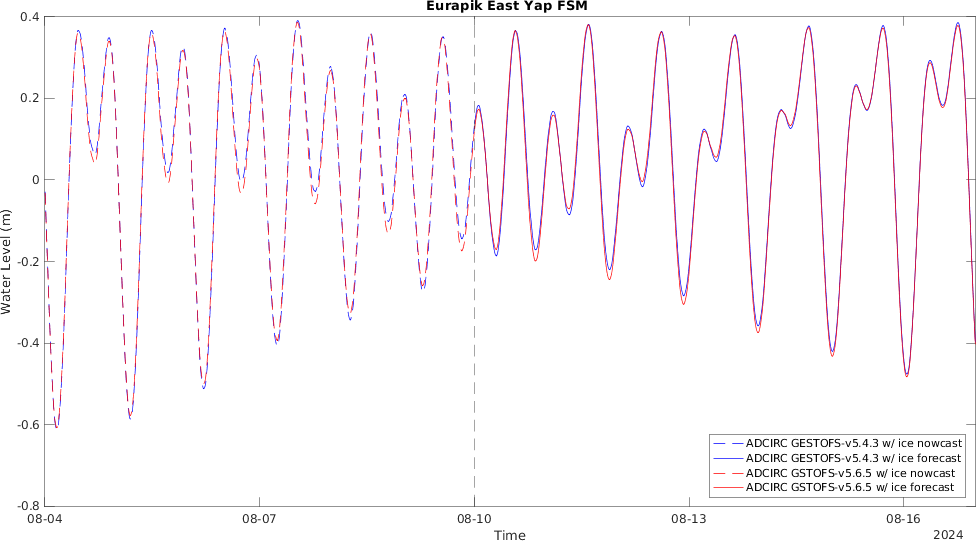 Eurapik East Yap FSM
0.4
0.2
0
-0.2
-0.4
-0.6
-0.8
Water Level (m)
08-04
08-07
08-10
08-13
08-16
Time
2024
ADCIRC GESTOFS-v5.4.3 w/ ice nowcast
ADCIRC GESTOFS-v5.4.3 w/ ice forecast
ADCIRC GSTOFS-v5.6.5 w/ ice nowcast
ADCIRC GSTOFS-v5.6.5 w/ ice forecast